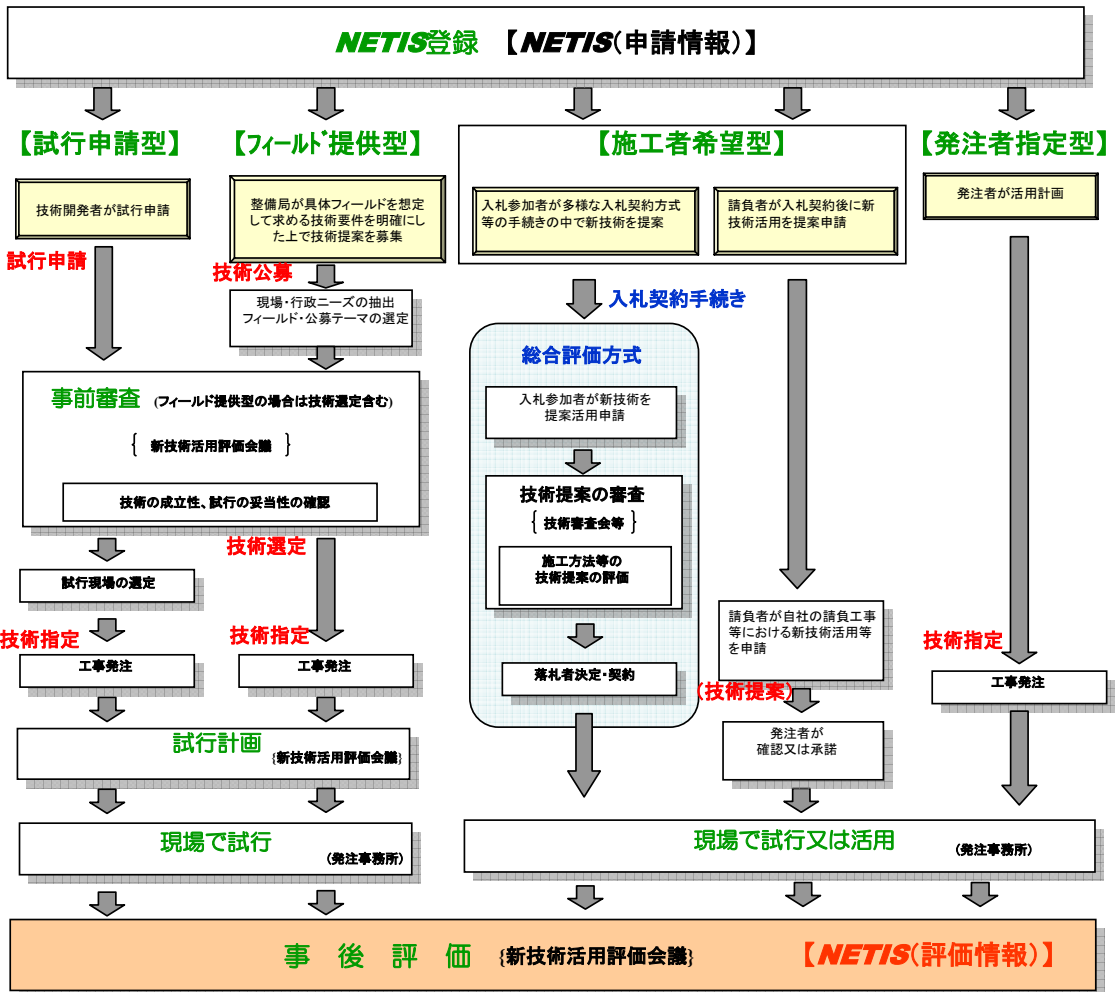 NETIS登録 【NETIS(申請情報)】
【試行申請型】
【フィールド提供型】
【施工者希望型】
【発注者指定型】
技術開発者が試行申請
整備局が具体フィールドを想定
して求める技術要件を明確にし
た上で技術提案を募集
入札参加者が多様な入札契約方式
等の手続きの中で新技術を提案
請負者が入札契約後に新
技術活用を提案申請
発注者が活用計画
試行申請
技術公募
現場・行政ニーズの抽出
フィールド・公募テーマの選定
入札契約手続き
総合評価方式
入札参加者が新技術を
提案活用申請
事前審査 (フィールド提供型の場合は技術選定含む)
{ 新技術活用評価会議 }
技術の成立性、試行の妥当性の確認
技術提案の審査
{ 技術審査会等 }
施工方法等の
技術提案の評価
技術選定
試行現場の選定
請負者が自社の請負工事
等における新技術活用等
を申請
技術指定
技術指定
技術指定
工事発注
工事発注
落札者決定・契約
工事発注
(技術提案)
発注者が
確認又は承諾
試行計画
{新技術活用評価会議}
現場で試行
(発注事務所)
現場で試行又は活用
(発注事務所)
事後評価 {新技術活用評価会議} 【NETIS(評価情報)】